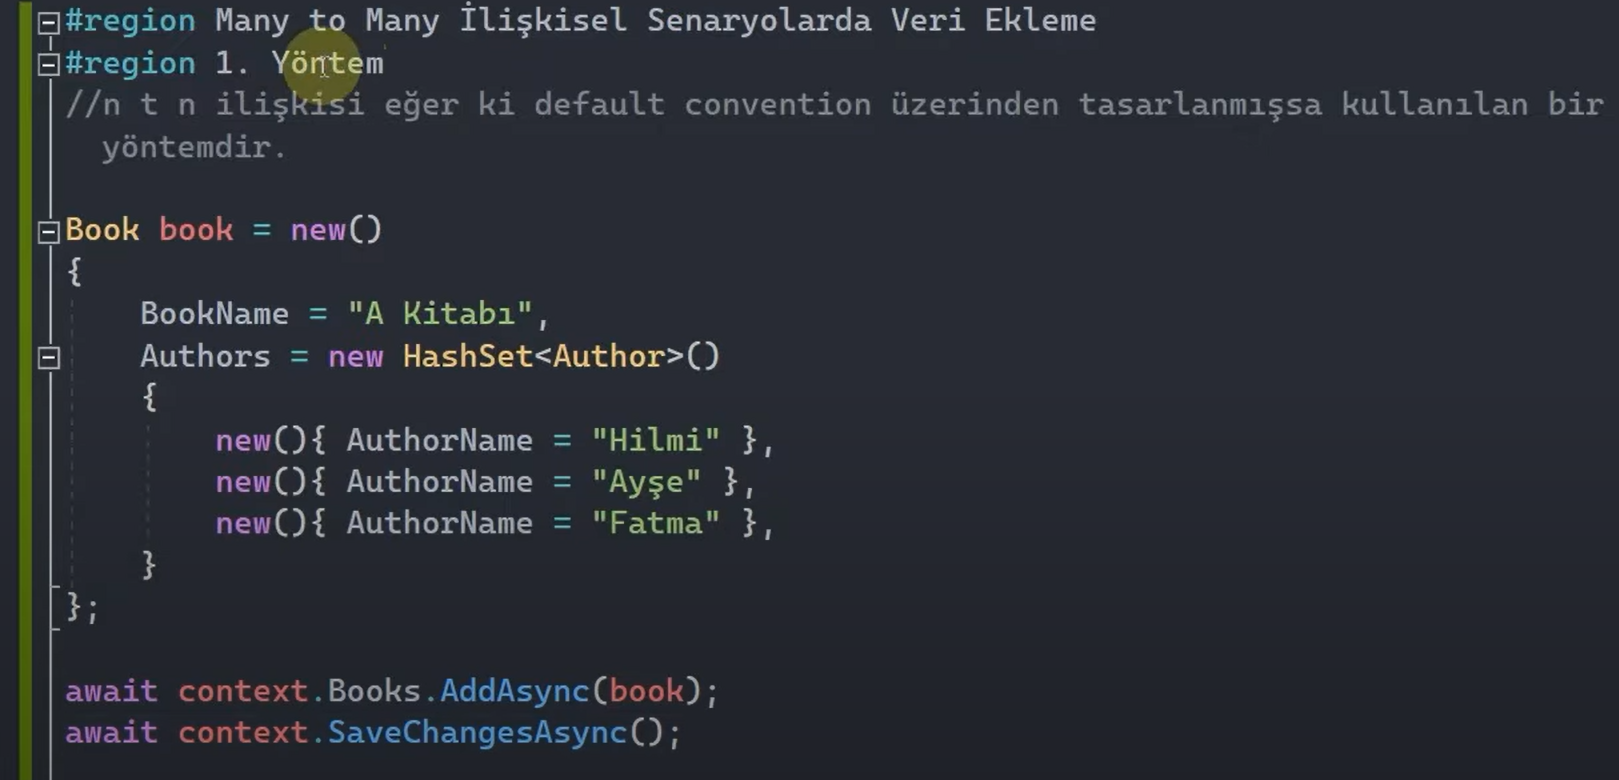 #region Many to Many İlişkisel Senaryolarda Veri Ekleme
#region 1. Yöntem
//n t n ilişkisi eğer ki default convention üzerinden tasarlanmışsa kullanılan bir
yöntemdir.
Book book = new()
{
BookName = "A Kitabı",
Authors = new HashSet<Author>()
{
new(){ AuthorName = "Hilmi" },
new(){ AuthorName = "Ayşe" },
new(){ AuthorName = "Fatma" },
}
};
await context.Books.AddAsync(book);
await context.SaveChangesAsync();